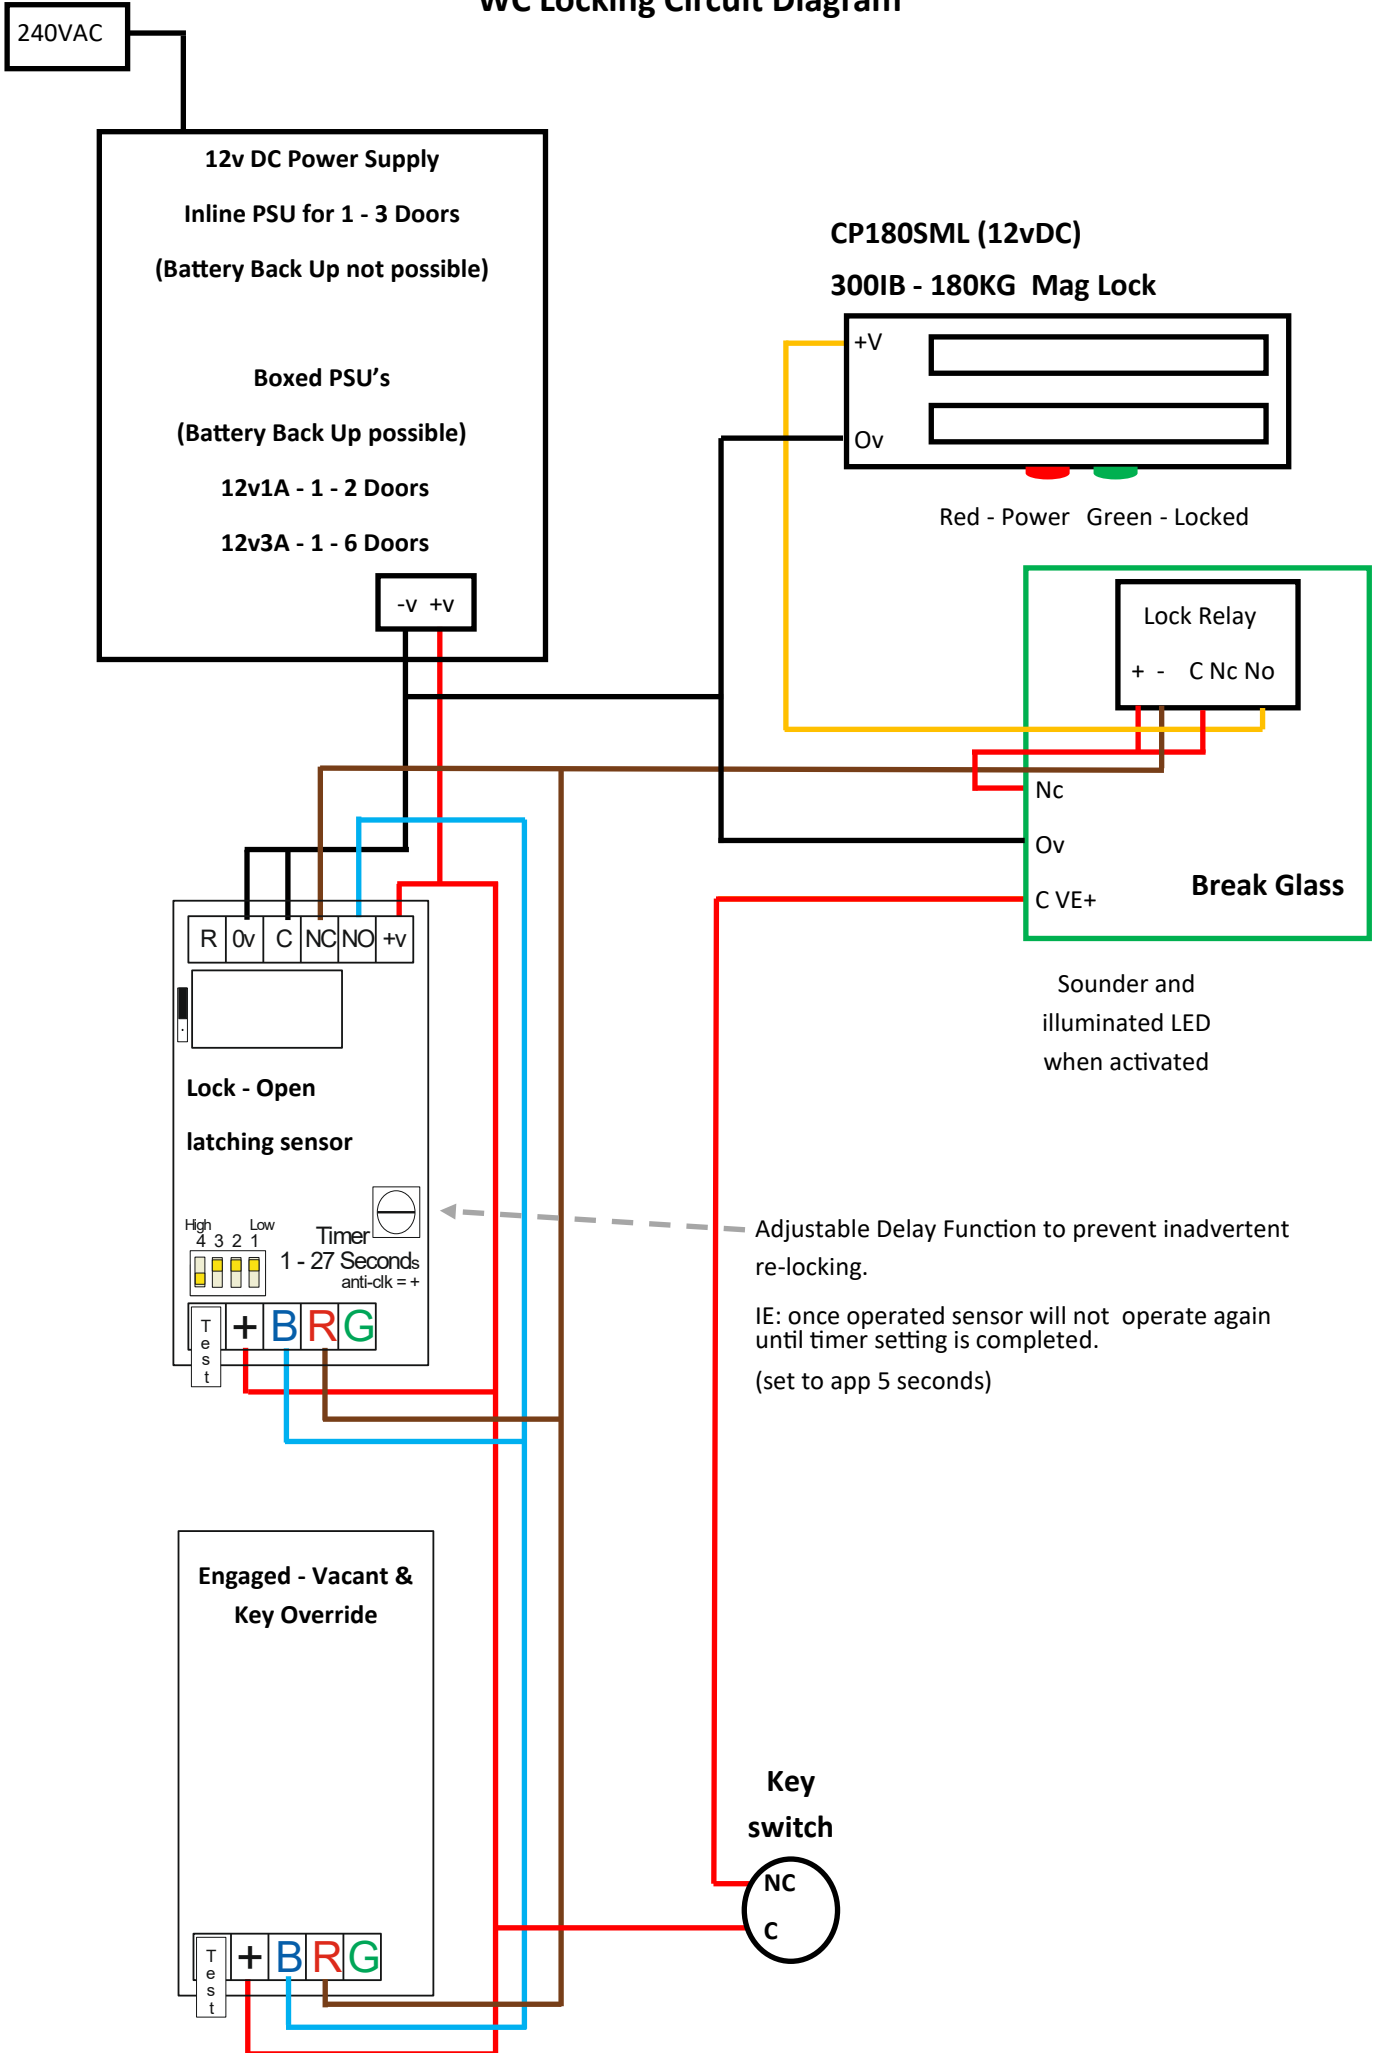 WC Locking Circuit Diagram
240VAC
12v DC Power Supply
Inline PSU for 1 - 3 Doors
(Battery Back Up not possible)
Boxed PSU's
(Battery Back Up possible)
12v1A - 1 - 2 Doors
12v3A - 1 - 6 Doors
-v +v
CP180SML (12vDC)
300IB - 180KG Mag Lock
+V
Ov
Red - Power Green - Locked
Lock Relay
+ - C Nc No
Nc
Ov
C VE+
Break Glass
Sounder and
illuminated LED
when activated
R 0v C NC NO +v
Lock - Open
latching sensor
High Low
4 3 2 1
Timer
1 - 27 Seconds
anti-clk = +
Test + B R G
Adjustable Delay Function to prevent inadvertent
re-locking.
IE: once operated sensor will not operate again
until timer setting is completed.
(set to app 5 seconds)
Engaged - Vacant &
Key Override
Test + B R G
Key
switch
NC
C